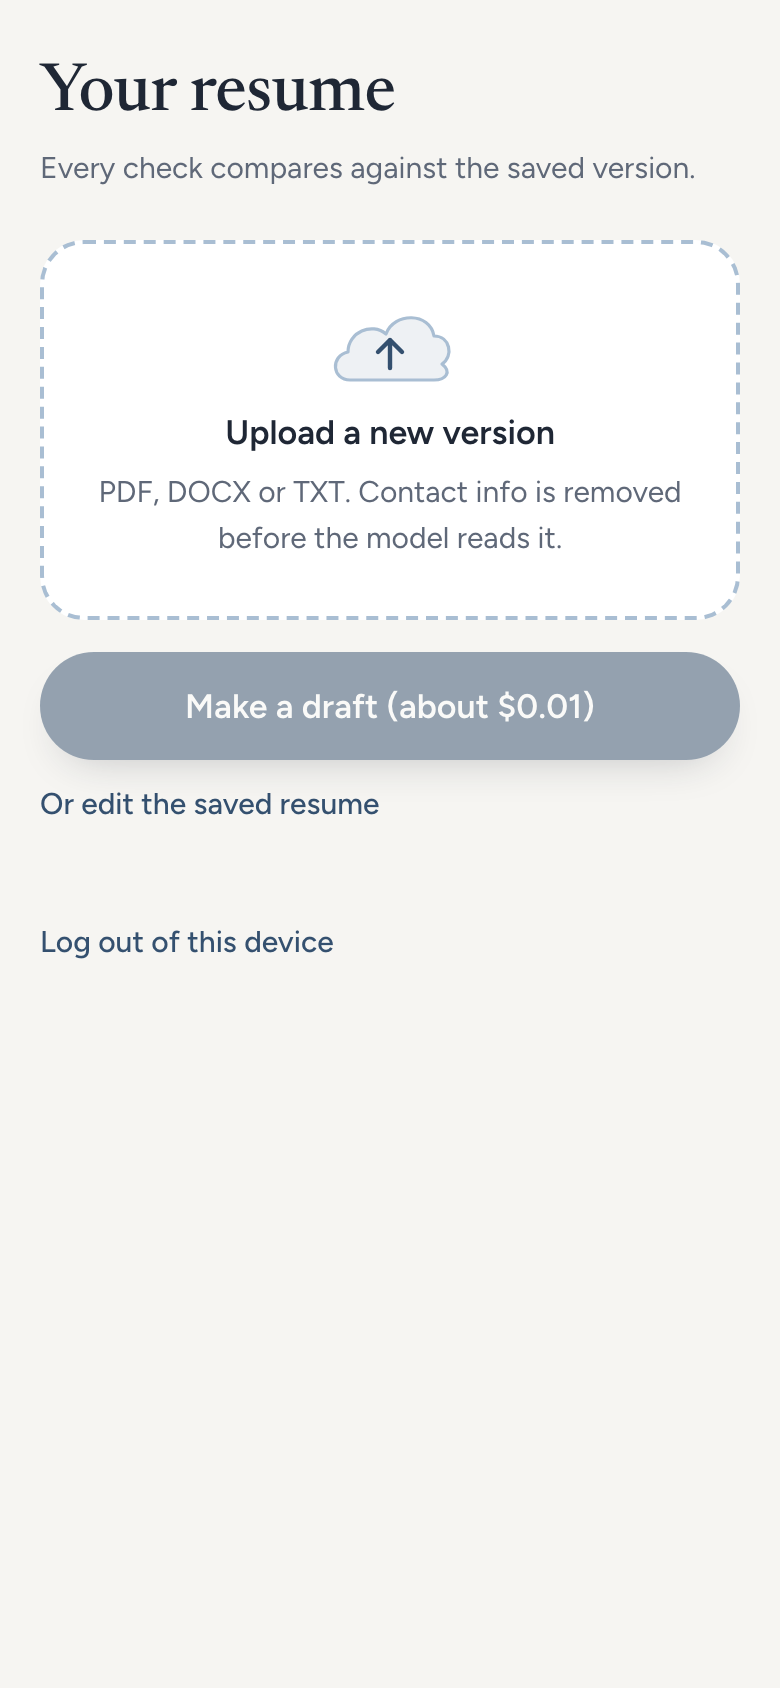 Your resume
Every check compares against the saved version.
Upload a new version
PDF, DOCX or TXT. Contact info is removed
before the model reads it.
Make a draft (about $0.01)
Or edit the saved resume
Log out of this device